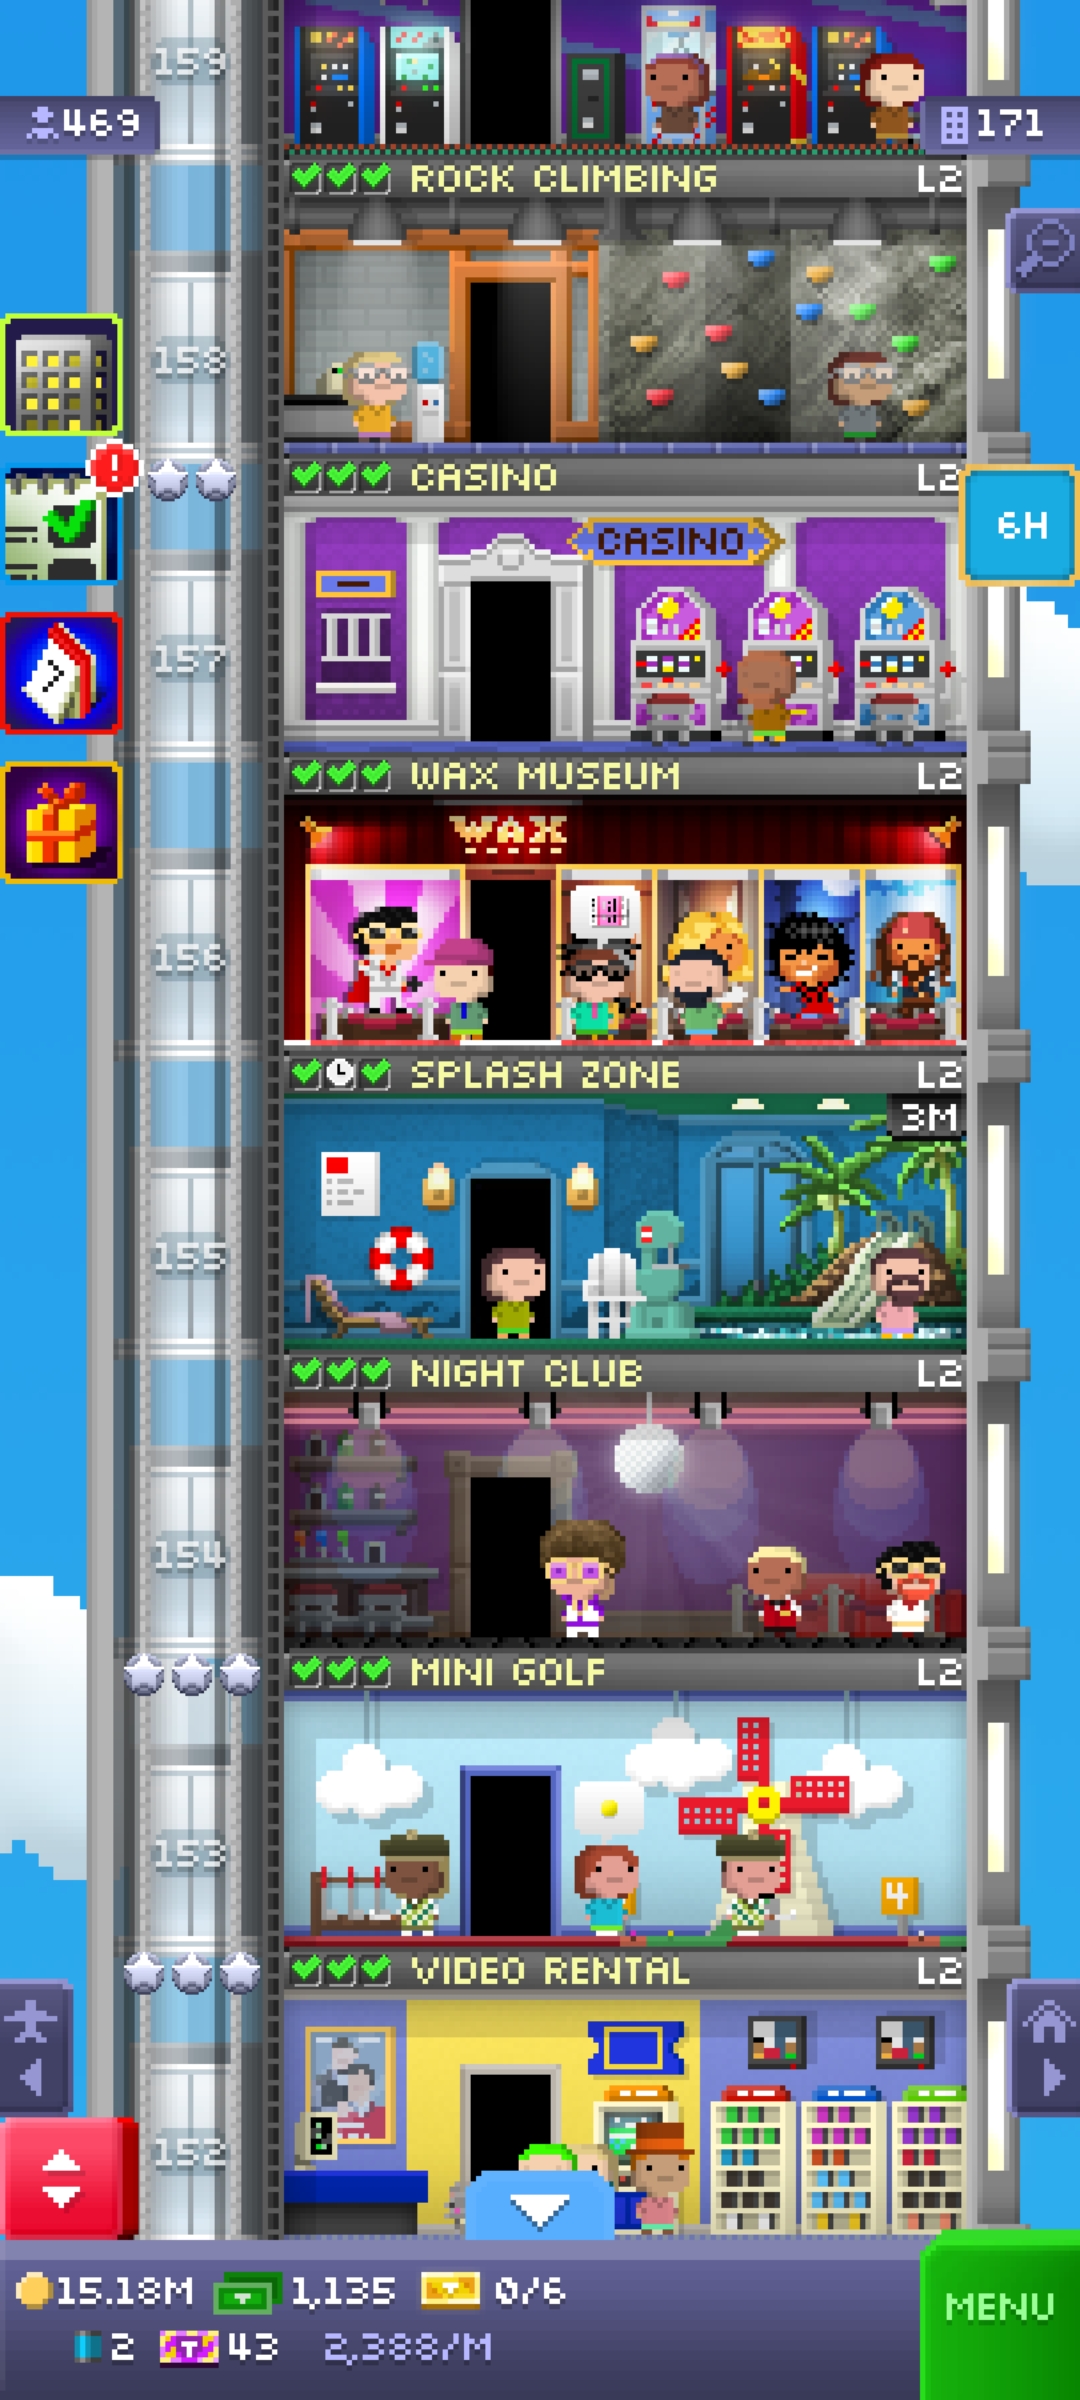 159
469
171
ROCK CLIMBING L2
158
CASINO L2
6H
CASINO
157
WAX MUSEUM L2
WAX
156
SPLASH ZONE L2
3M
155
NIGHT CLUB L2
154
MINI GOLF L2
153
4
VIDEO RENTAL L2
152
15.18M 1,135 0/6
MENU
2 T 43 2,388/M